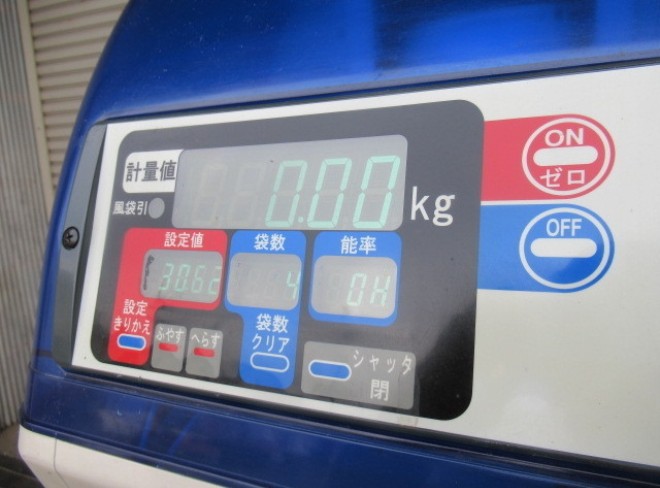 計量値
0.00 kg
風袋引
設定値
30.62
袋数
4
能率
0K
設定
きりかえ
ふやす
へらす
袋数
クリア
シャッタ
閉
ON
ゼロ
OFF